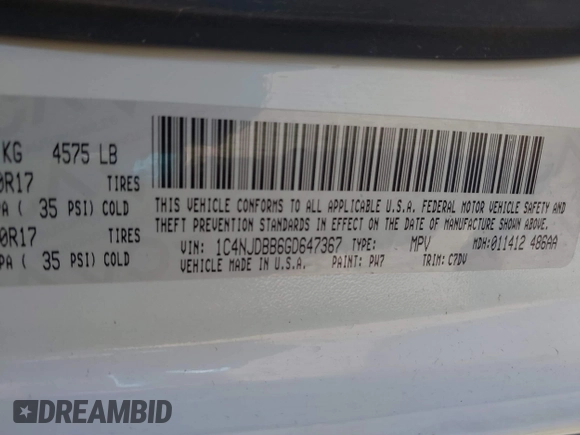 KG 4575 LB
0R17 TIRES
PA ( 35 PSI) COLD
0R17 TIRES
PA ( 35 PSI) COLD
THIS VEHICLE CONFORMS TO ALL APPLICABLE U.S.A. FEDERAL MOTOR VEHICLE SAFETY AND
THEFT PREVENTION STANDARDS IN EFFECT ON THE DATE OF MANUFACTURE SHOWN ABOVE.
VIN: 1C4NJDBB6GD647367 TYPE: MPV MDH:011412 486AA
VEHICLE MADE IN U.S.A. PAINT: PW7 TRIM: C7DV
DREAMBID